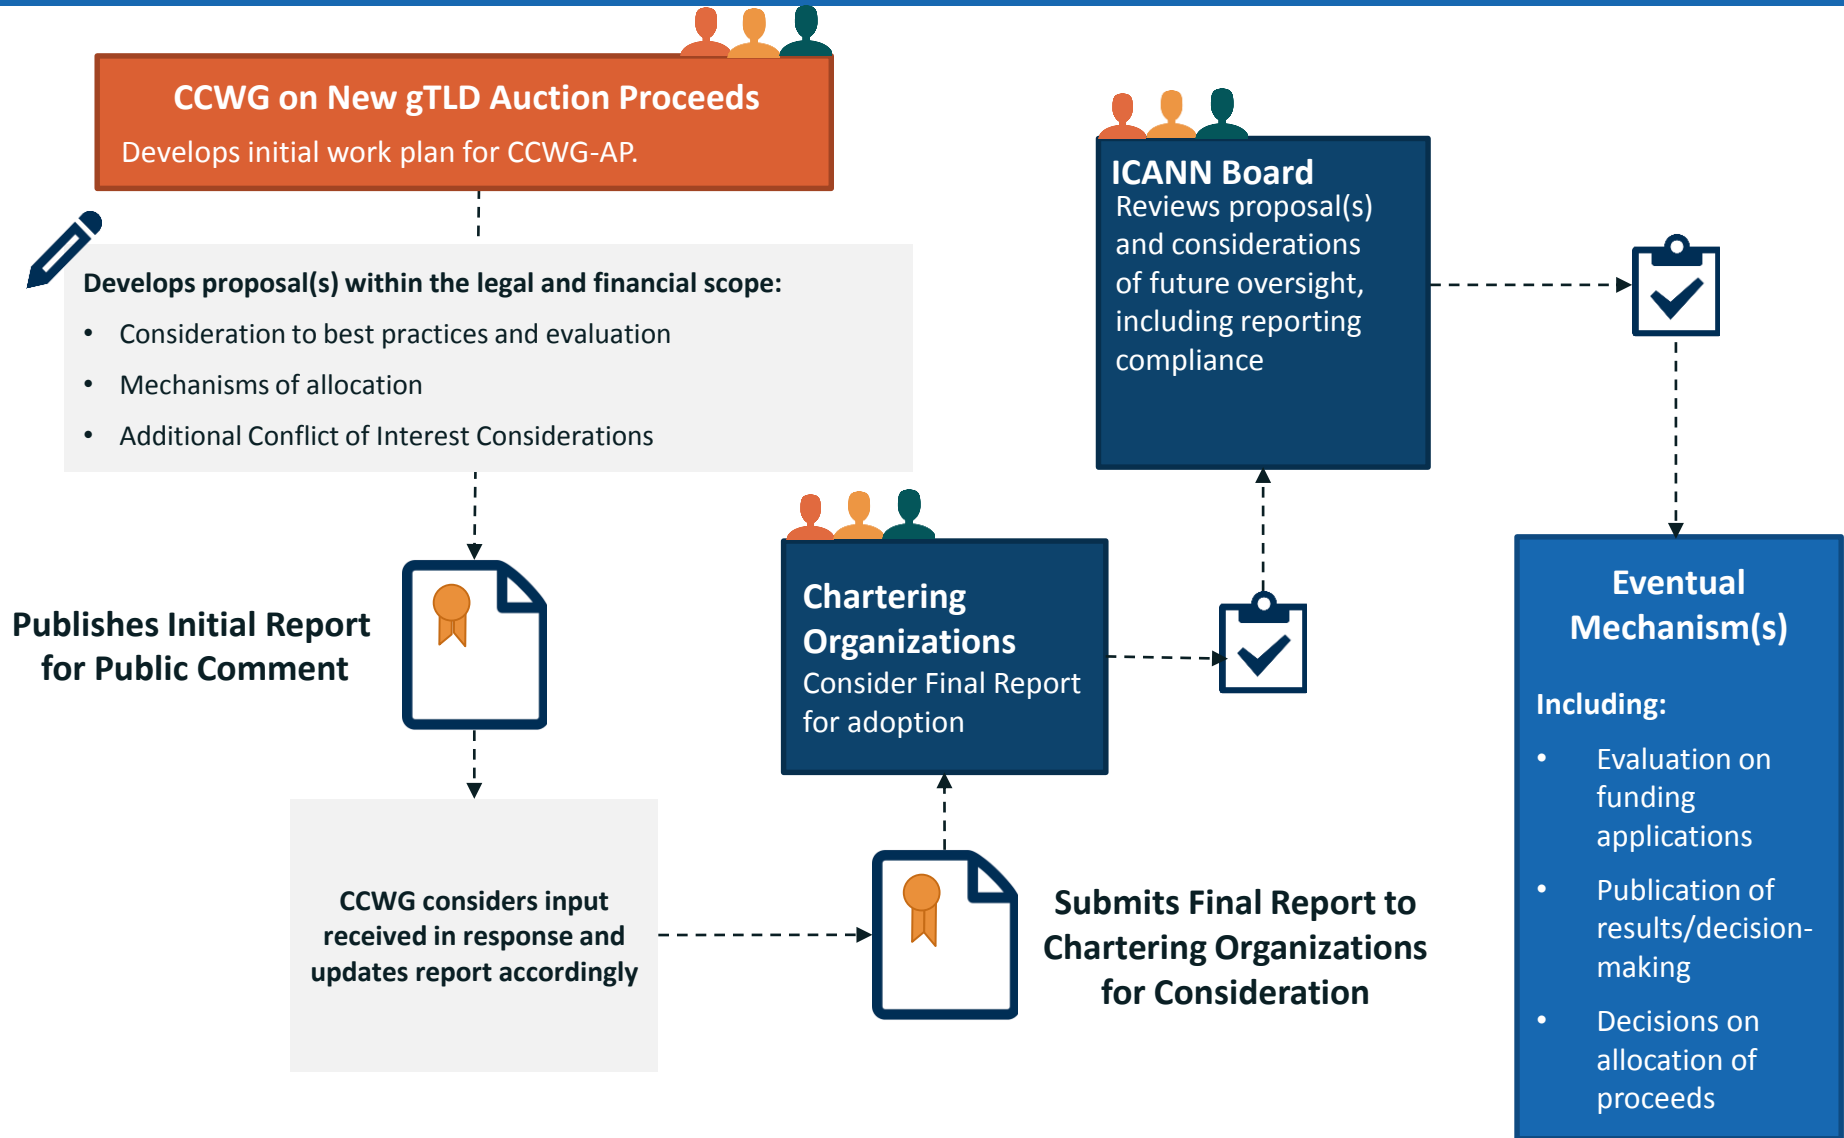 CCWG on New gTLD Auction Proceeds
Develops initial work plan for CCWG-AP.
Develops proposal(s) within the legal and financial scope:
• Consideration to best practices and evaluation
• Mechanisms of allocation
• Additional Conflict of Interest Considerations
Publishes Initial Report
for Public Comment
CCWG considers input
received in response and
updates report accordingly
Submits Final Report to
Chartering Organizations
for Consideration
Chartering
Organizations
Consider Final Report
for adoption
ICANN Board
Reviews proposal(s)
and considerations
of future oversight,
including reporting
compliance
Eventual
Mechanism(s)
Including:
• Evaluation on
funding
applications
• Publication of
results/decision-
making
• Decisions on
allocation of
proceeds